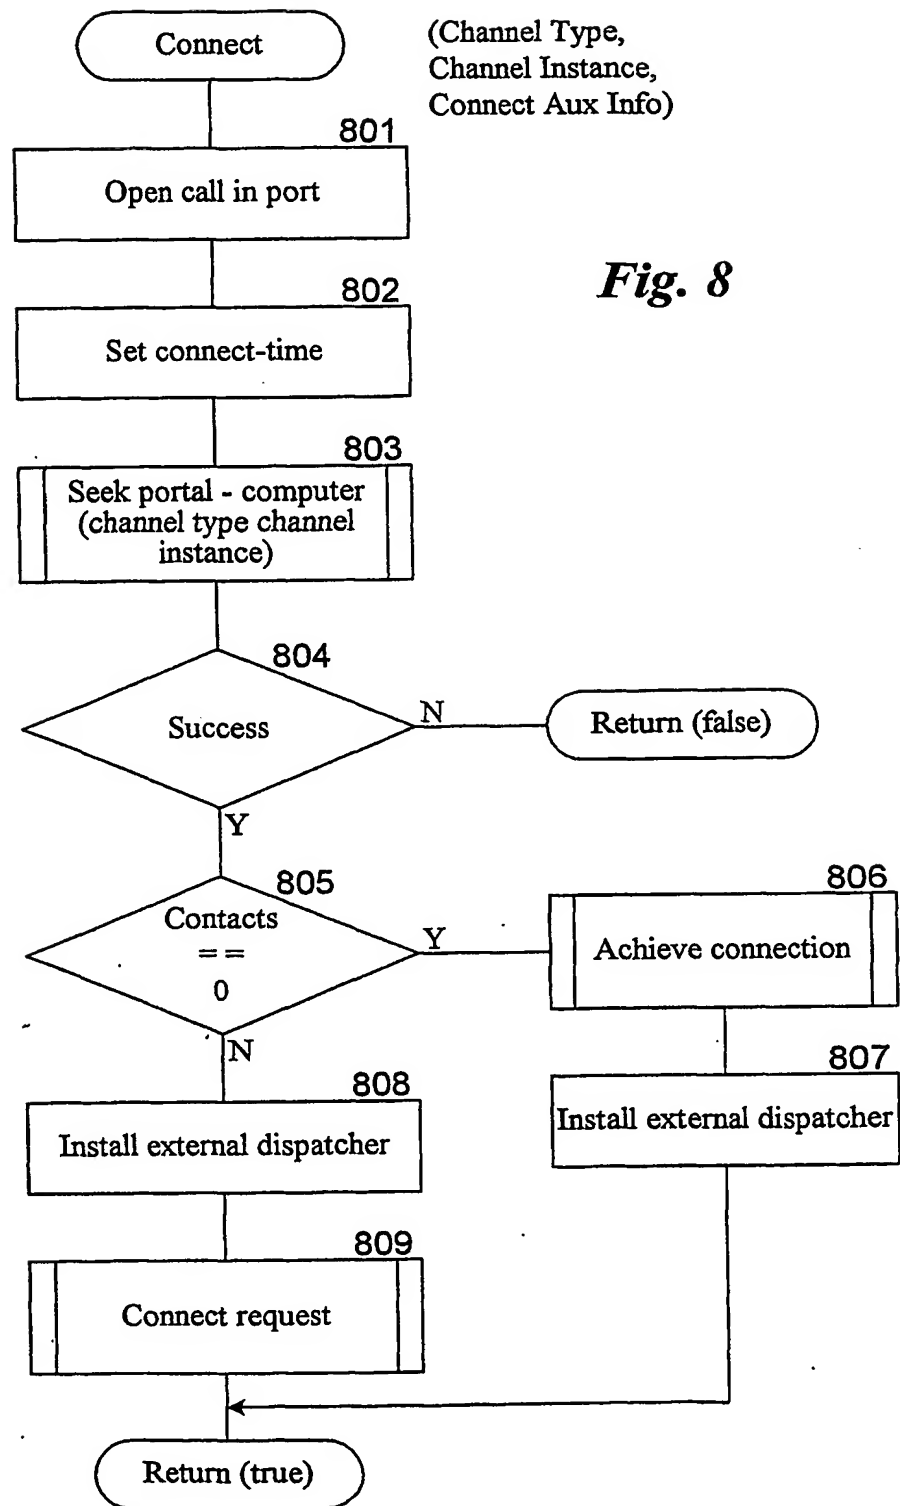 Connect
(Channel Type,
Channel Instance,
Connect Aux Info)
801
Open call in port
Fig. 8
802
Set connect-time
803
Seek portal - computer
(channel type channel
instance)
804
Success
N
Return (false)
Y
805
Contacts
==
0
Y
806
Achieve connection
N
807
Install external dispatcher
808
Install external dispatcher
809
Connect request
Return (true)